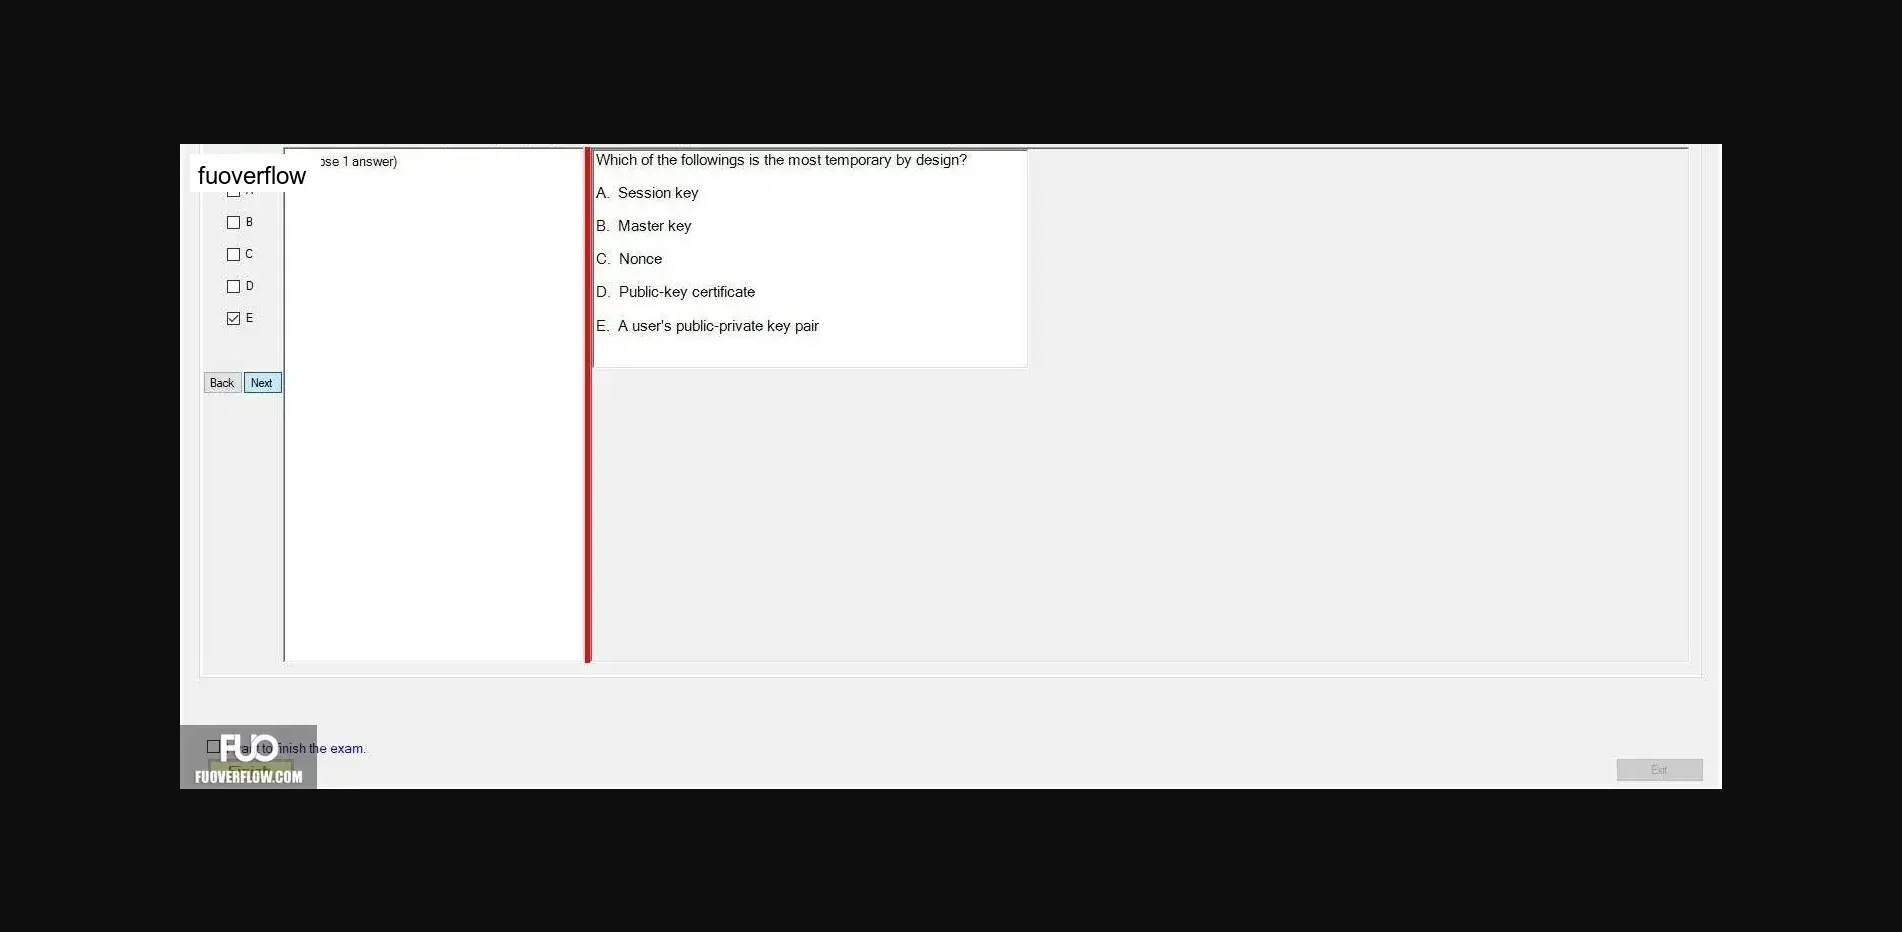 ose 1 answer)
fuoverflow
B
C
D
E
Back Next
Which of the followings is the most temporary by design?
A. Session key
B. Master key
C. Nonce
D. Public-key certificate
E. A user's public-private key pair
to finish the exam.
FUO
FUOVERFLOW.COM
Exit